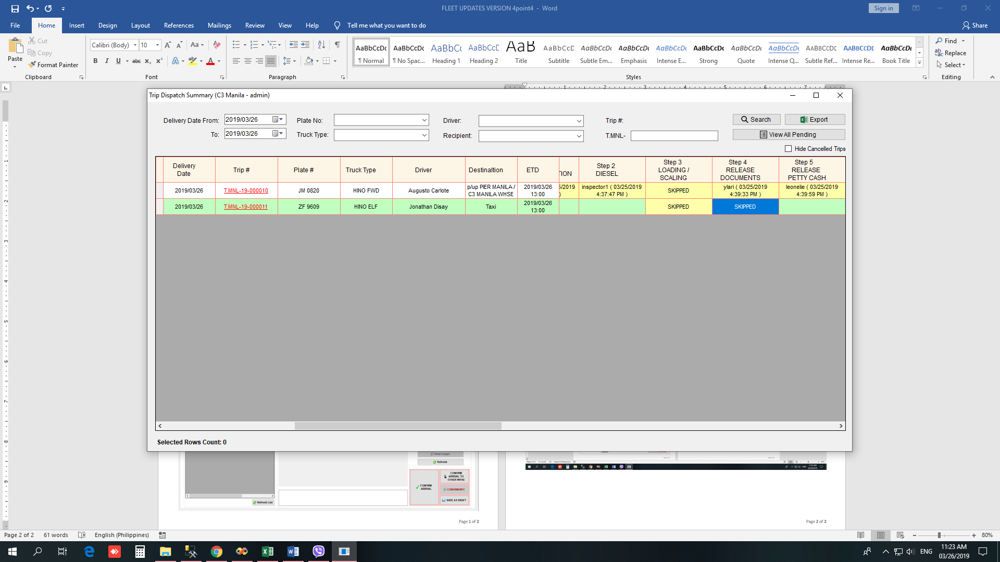 FLEET UPDATES VERSION 4point4 - Word
Sign in
File Home Insert Design Layout References Mailings Review View Help Tell me what you want to do Share
Paste
Cut
Copy
Format Painter
Clipboard
Calibri (Body) 10
Font
Paragraph
AaBbCcDc AaBbCcDc AaBbCc AaBbCcD AaB AaBbCcD AaBbCcDc AaBbCcDc AaBbCcDc AaBbCcDc AaBbCcDc AaBbCcDc AABBCCDE AABBCCDE AaBbCcDc
¶ Normal ¶ No Spac... Heading 1 Heading 2 Title Subtitle Subtle Em... Emphasis Intense E... Strong Quote Intense Q... Subtle Ref... Intense Re... Book Title
Styles
Find
Replace
Select
Editing
Trip Dispatch Summary (C3 Manila - admin)
Delivery Date From: 2019/03/26 Plate No: Driver: Trip #: Search Export
To: 2019/03/26 Truck Type: Recipient: T.MNL- View All Pending
Hide Cancelled Trips
Delivery Date Trip # Plate # Truck Type Driver Destinaltion ETD TION Step 2 DIESEL Step 3 LOADING / SCALING Step 4 RELEASE DOCUMENTS Step 5 RELEASE PETTY CASH
2019/03/26 T.MNL-19-000010 JM 0820 HINO FWD Augusto Carlote p/up PIER MANILA / C3 MANILA WHSE 2019/03/26 13:00 5/2019 ) inspector1 ( 03/25/2019 4:37:47 PM ) SKIPPED ylari ( 03/25/2019 4:39:33 PM ) leonelie ( 03/25/2019 4:39:59 PM )
2019/03/26 T.MNL-19-000011 ZF 9609 HINO ELF Jonathan Disay Taxi 2019/03/26 13:00 SKIPPED SKIPPED
Selected Rows Count: 0
View Larger
Refresh
CONFIRM ARRIVAL
CONFIRM ARRIVAL TO OTHER WHSE
CONFIRM MTC
SAVE AS DRAFT
Refresh List
Page 1 of 2
Page 2 of 2
Page 2 of 2 61 words English (Philippines) 80%
ENG
11:23 AM
03/26/2019